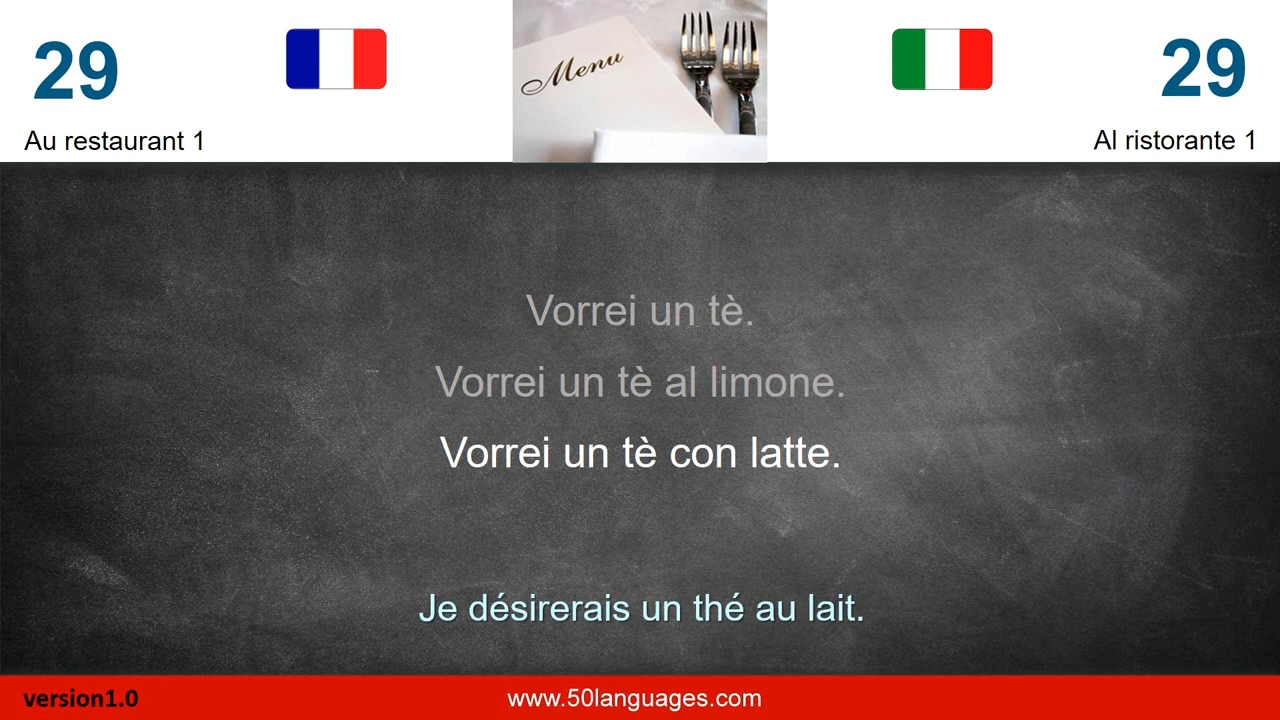 29
29
Menu
Au restaurant 1
Al ristorante 1
Vorrei un tè.
Vorrei un tè al limone.
Vorrei un tè con latte.
Je désirerais un thé au lait.
version1.0
www.50languages.com